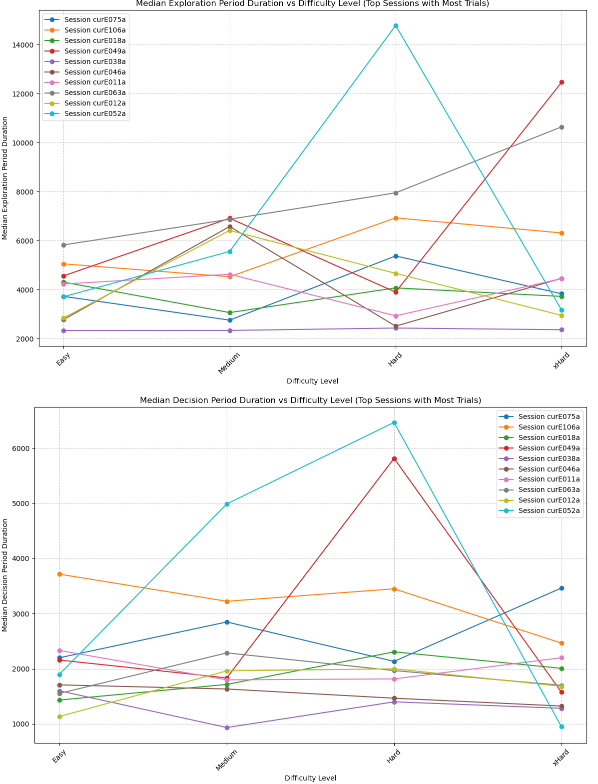 Median Exploration Period Duration vs Difficulty Level (Top Sessions with Most Trials)
Session curE075a
Session curE106a
Session curE018a
Session curE049a
Session curE038a
Session curE046a
Session curE011a
Session curE063a
Session curE012a
Session curE052a
14000
12000
10000
8000
6000
4000
2000
Median Exploration Period Duration
Easy
Medium
Hard
xHard
Difficulty Level
Median Decision Period Duration vs Difficulty Level (Top Sessions with Most Trials)
Session curE075a
Session curE106a
Session curE018a
Session curE049a
Session curE038a
Session curE046a
Session curE011a
Session curE063a
Session curE012a
Session curE052a
6000
5000
4000
3000
2000
1000
Median Decision Period Duration
Easy
Medium
Hard
xHard
Difficulty Level